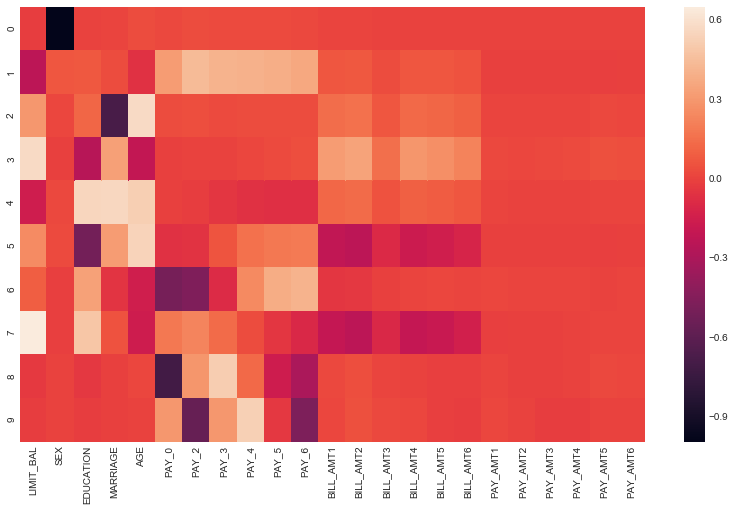 0
1
2
3
4
5
6
7
8
9
LIMIT_BAL
SEX
EDUCATION
MARRIAGE
AGE
PAY_0
PAY_2
PAY_3
PAY_4
PAY_5
PAY_6
BILL_AMT1
BILL_AMT2
BILL_AMT3
BILL_AMT4
BILL_AMT5
BILL_AMT6
PAY_AMT1
PAY_AMT2
PAY_AMT3
PAY_AMT4
PAY_AMT5
PAY_AMT6
0.6
0.3
0.0
−0.3
−0.6
−0.9